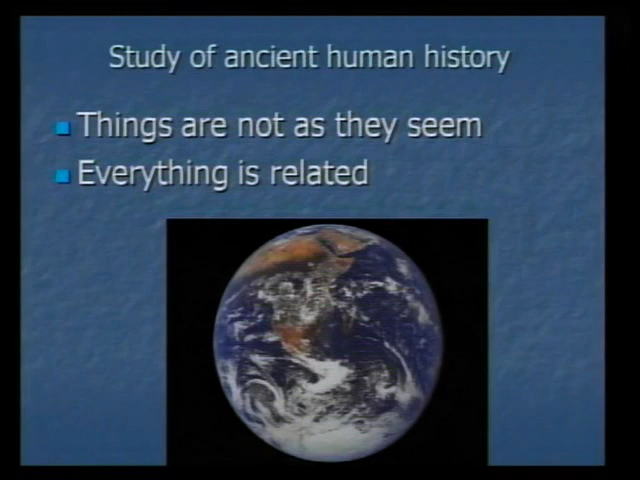 Study of ancient human history
Things are not as they seem
Everything is related